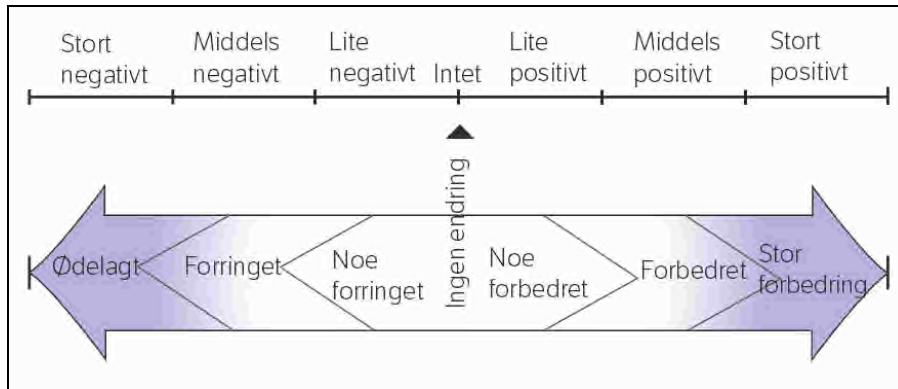 Stort
negativt
Middels
negativt
Lite
negativt
Intet
Lite
positivt
Middels
positivt
Stort
positivt
Ingen endring
Ødelagt
Forringet
Noe
forringet
Noe
forbedret
Forbedret
Stor
forbedring